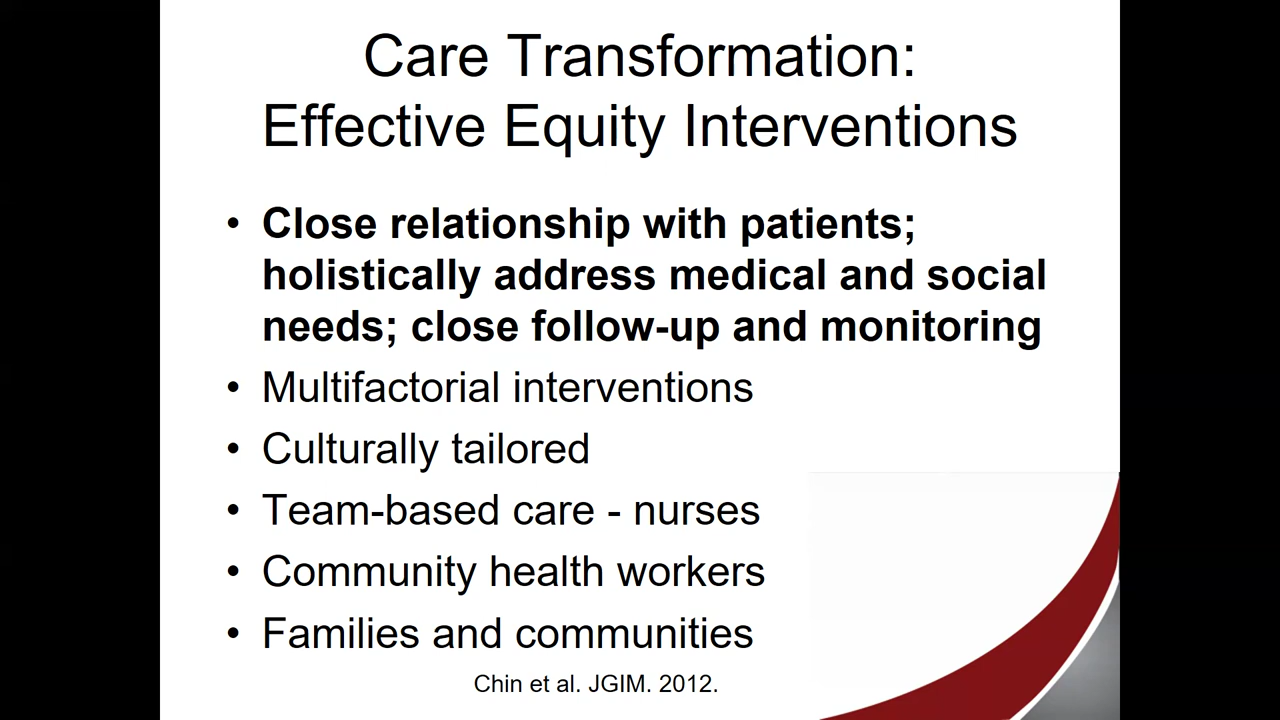 Care Transformation:
Effective Equity Interventions
• Close relationship with patients;
holistically address medical and social
needs; close follow-up and monitoring
• Multifactorial interventions
• Culturally tailored
• Team-based care - nurses
• Community health workers
• Families and communities
Chin et al. JGIM. 2012.